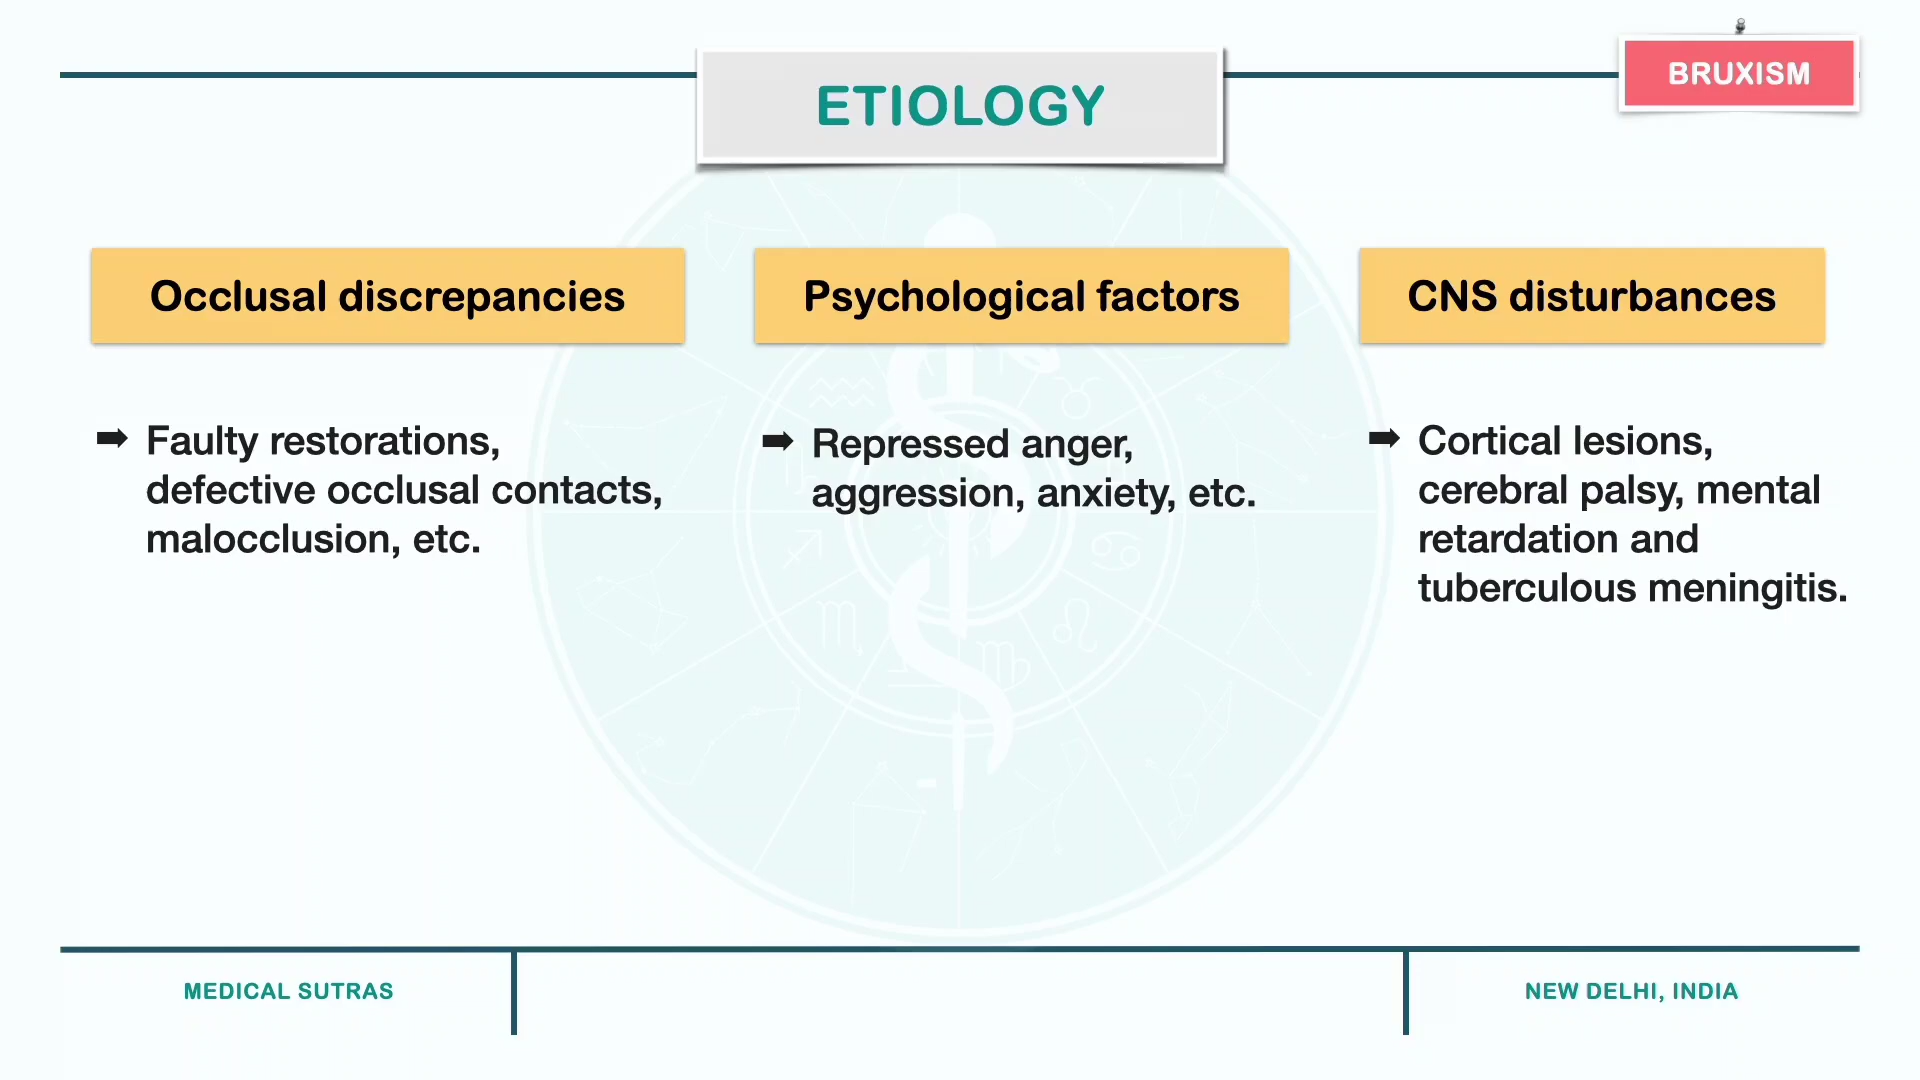 ETIOLOGY
BRUXISM
Occlusal discrepancies
➡ Faulty restorations,
defective occlusal contacts,
malocclusion, etc.
Psychological factors
➡ Repressed anger,
aggression, anxiety, etc.
CNS disturbances
➡ Cortical lesions,
cerebral palsy, mental
retardation and
tuberculous meningitis.
MEDICAL SUTRAS
NEW DELHI, INDIA